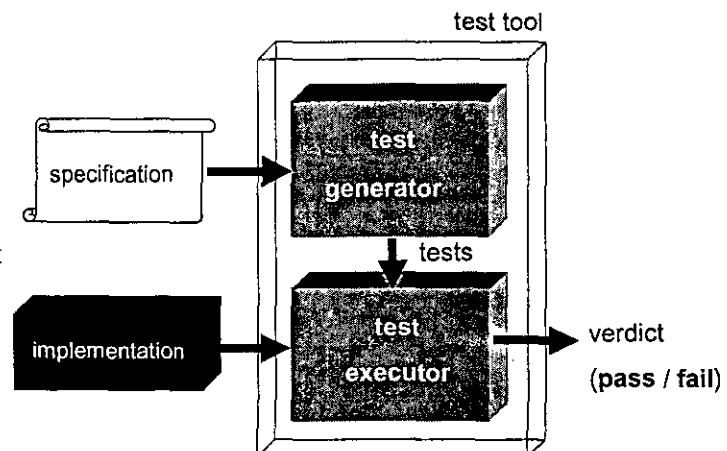 test tool
test
generator
specification
tests
test
executor
implementation
verdict
(pass / fail)